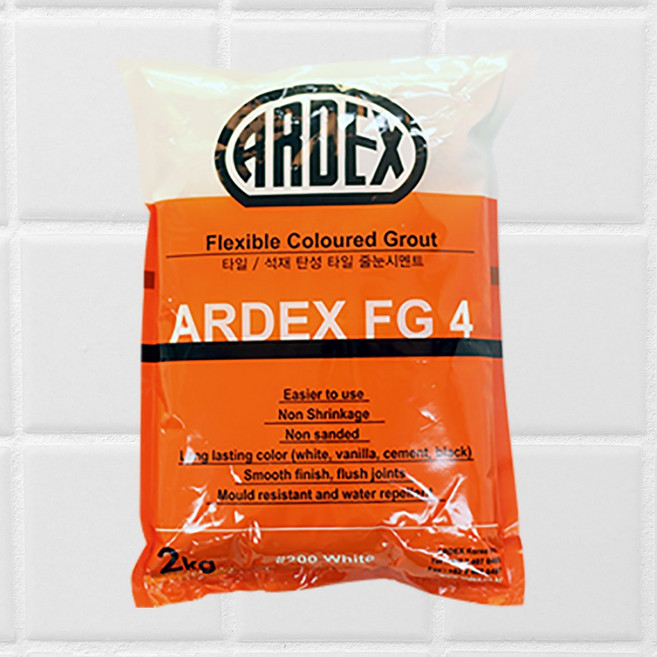 ARDEX
Flexible Coloured Grout
타일 / 석재 탄성 타일 줄눈시멘트
ARDEX FG 4
Easier to use
Non Shrinkage
Non sanded
Long lasting color (white, vanilla, cement, black)
Smooth finish, flush joints
Mould resistant and water repellent
2kg
#200 White
ARDEX Korea